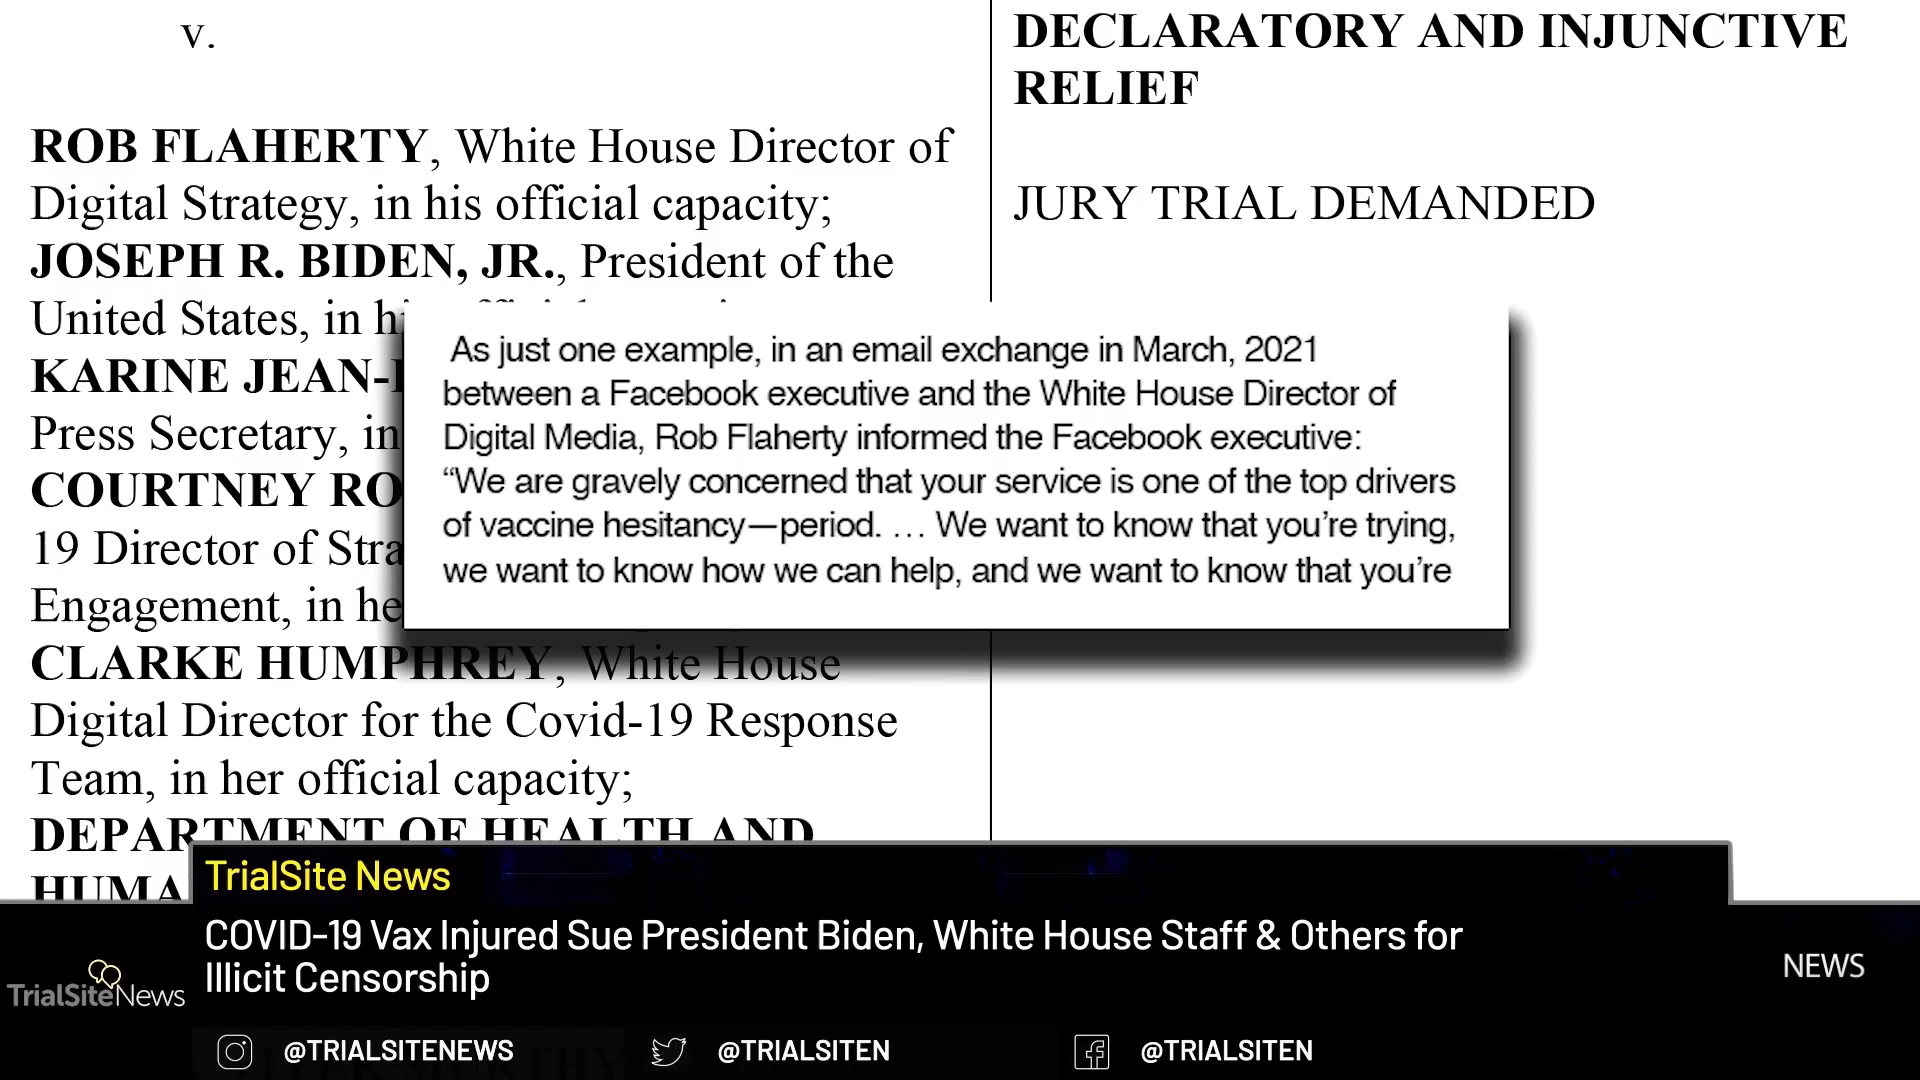 v.
ROB FLAHERTY, White House Director of
Digital Strategy, in his official capacity;
JOSEPH R. BIDEN, JR., President of the
United States, in
KARINE JEAN-
Press Secretary, in
COURTNEY RO
19 Director of Stra
Engagement, in he
CLARKE HUMPHREY, White House
Digital Director for the Covid-19 Response
Team, in her official capacity;
DEPARTMENT OF HEALTH AND
HUMA
DECLARATORY AND INJUNCTIVE
RELIEF
JURY TRIAL DEMANDED
As just one example, in an email exchange in March, 2021
between a Facebook executive and the White House Director of
Digital Media, Rob Flaherty informed the Facebook executive:
“We are gravely concerned that your service is one of the top drivers
of vaccine hesitancy—period. … We want to know that you’re trying,
we want to know how we can help, and we want to know that you’re
TrialSite News
COVID-19 Vax Injured Sue President Biden, White House Staff & Others for
Illicit Censorship
TrialSiteNews
NEWS
@TRIALSITENEWS
@TRIALSITEN
@TRIALSITEN